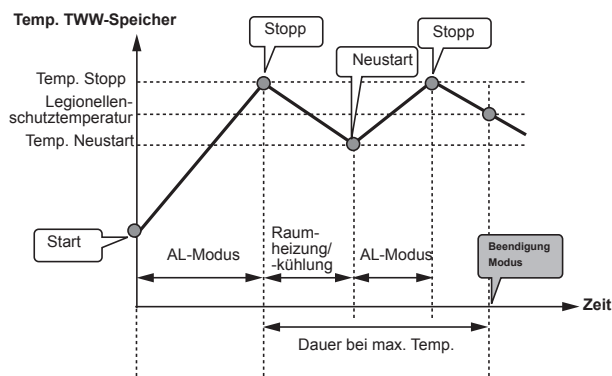 Temp. TWW-Speicher
Stopp
Stopp
Neustart
Temp. Stopp
Legionellen-
schutztemperatur
Temp. Neustart
Start
AL-Modus
Raum-
heizung/
-kühlung
AL-Modus
Beendigung
Modus
Zeit
Dauer bei max. Temp.